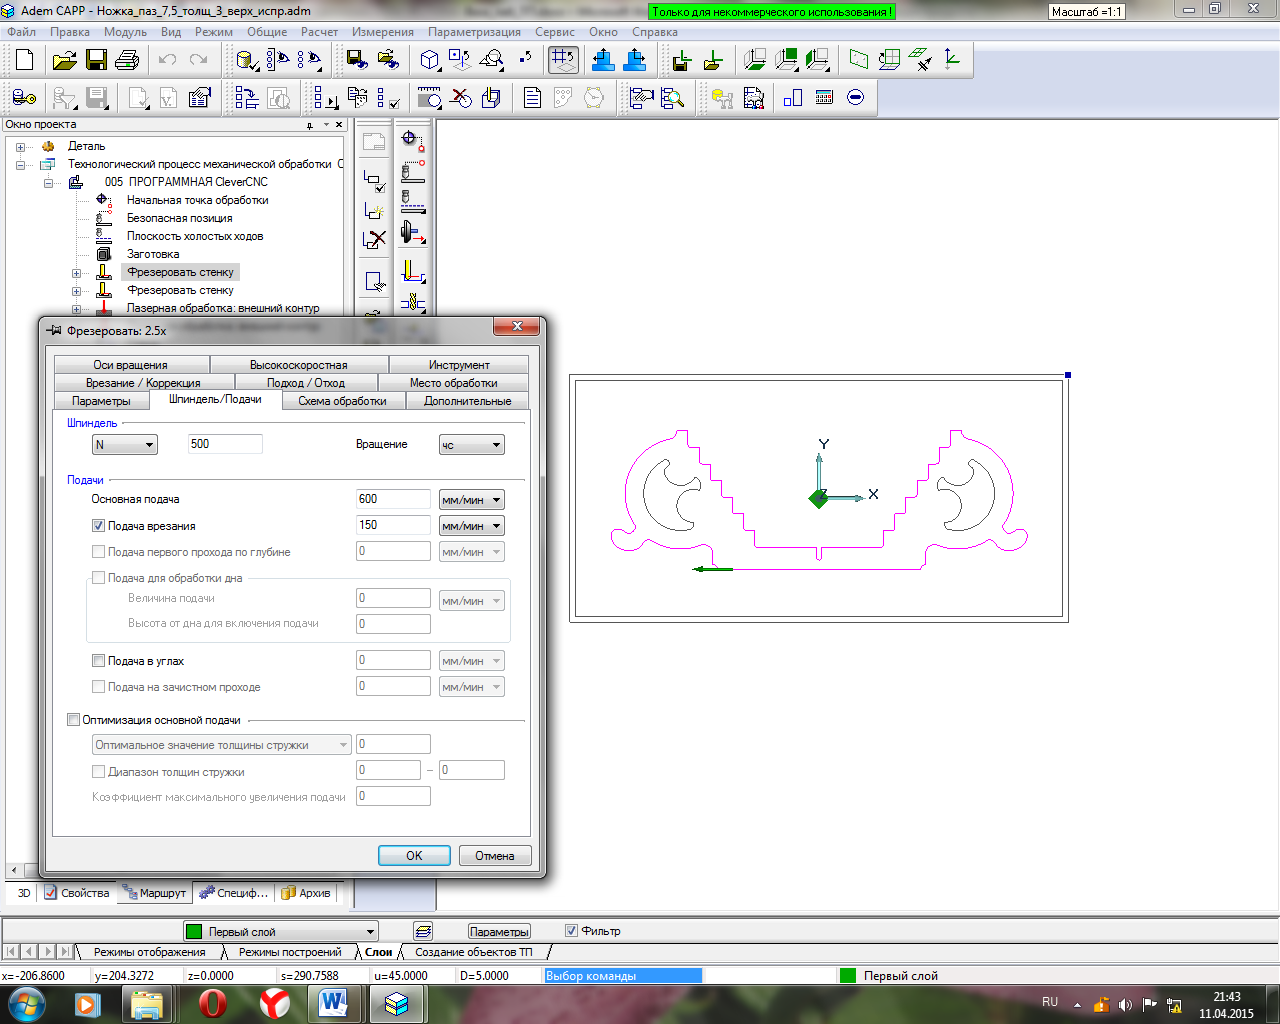 Adem CAPP - Ножка_паз_7,5_толщ_3_верх_испр.adm
Только для некоммерческого использования !
Масштаб =1:1
Файл Правка Модуль Вид Режим Общие Расчет Измерения Параметризация Сервис Окно Справка
Окно проекта
Деталь
Технологический процесс механической обработки С
005 ПРОГРАММНАЯ CleverCNC
Начальная точка обработки
Безопасная позиция
Плоскость холостых ходов
Заготовка
Фрезеровать стенку
Фрезеровать стенку
Лазерная обработка: внешний контур
Фрезеровать: 2.5x
Оси вращения Высокоскоростная Инструмент
Врезание / Коррекция Подход / Отход Место обработки
Параметры Шпиндель/Подачи Схема обработки Дополнительные
Шпиндель
N 500 Вращение чс
Подачи
Основная подача 600 мм/мин
Подача врезания 150 мм/мин
Подача первого прохода по глубине 0 мм/мин
Подача для обработки дна
Величина подачи 0 мм/мин
Высота от дна для включения подачи 0
Подача в углах 0 мм/мин
Подача на зачистном проходе 0 мм/мин
Оптимизация основной подачи
Оптимальное значение толщины стружки 0
Диапазон толщин стружки 0 – 0
Коэффициент максимального увеличения подачи 0
OK Отмена
Y
Z X
3D Свойства Маршрут Специф... Архив
Первый слой Параметры Фильтр
Режимы отображения Режимы построений Слои Создание объектов ТП
x=-206.8600 y=204.3272 z=0.0000 s=290.7588 u=45.0000 D=5.0000 Выбор команды Первый слой
RU 21:43
11.04.2015